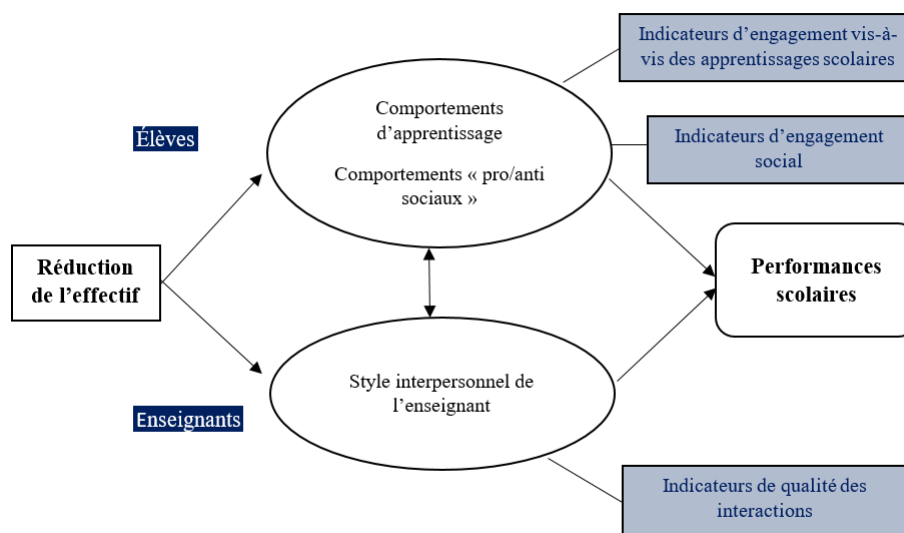 Indicateurs d'engagement vis-à-
vis des apprentissages scolaires
Élèves
Comportements
d'apprentissage
Comportements « pro/anti
sociaux »
Indicateurs d'engagement
social
Réduction
de l'effectif
Performances
scolaires
Style interpersonnel de
l'enseignant
Enseignants
Indicateurs de qualité des
interactions